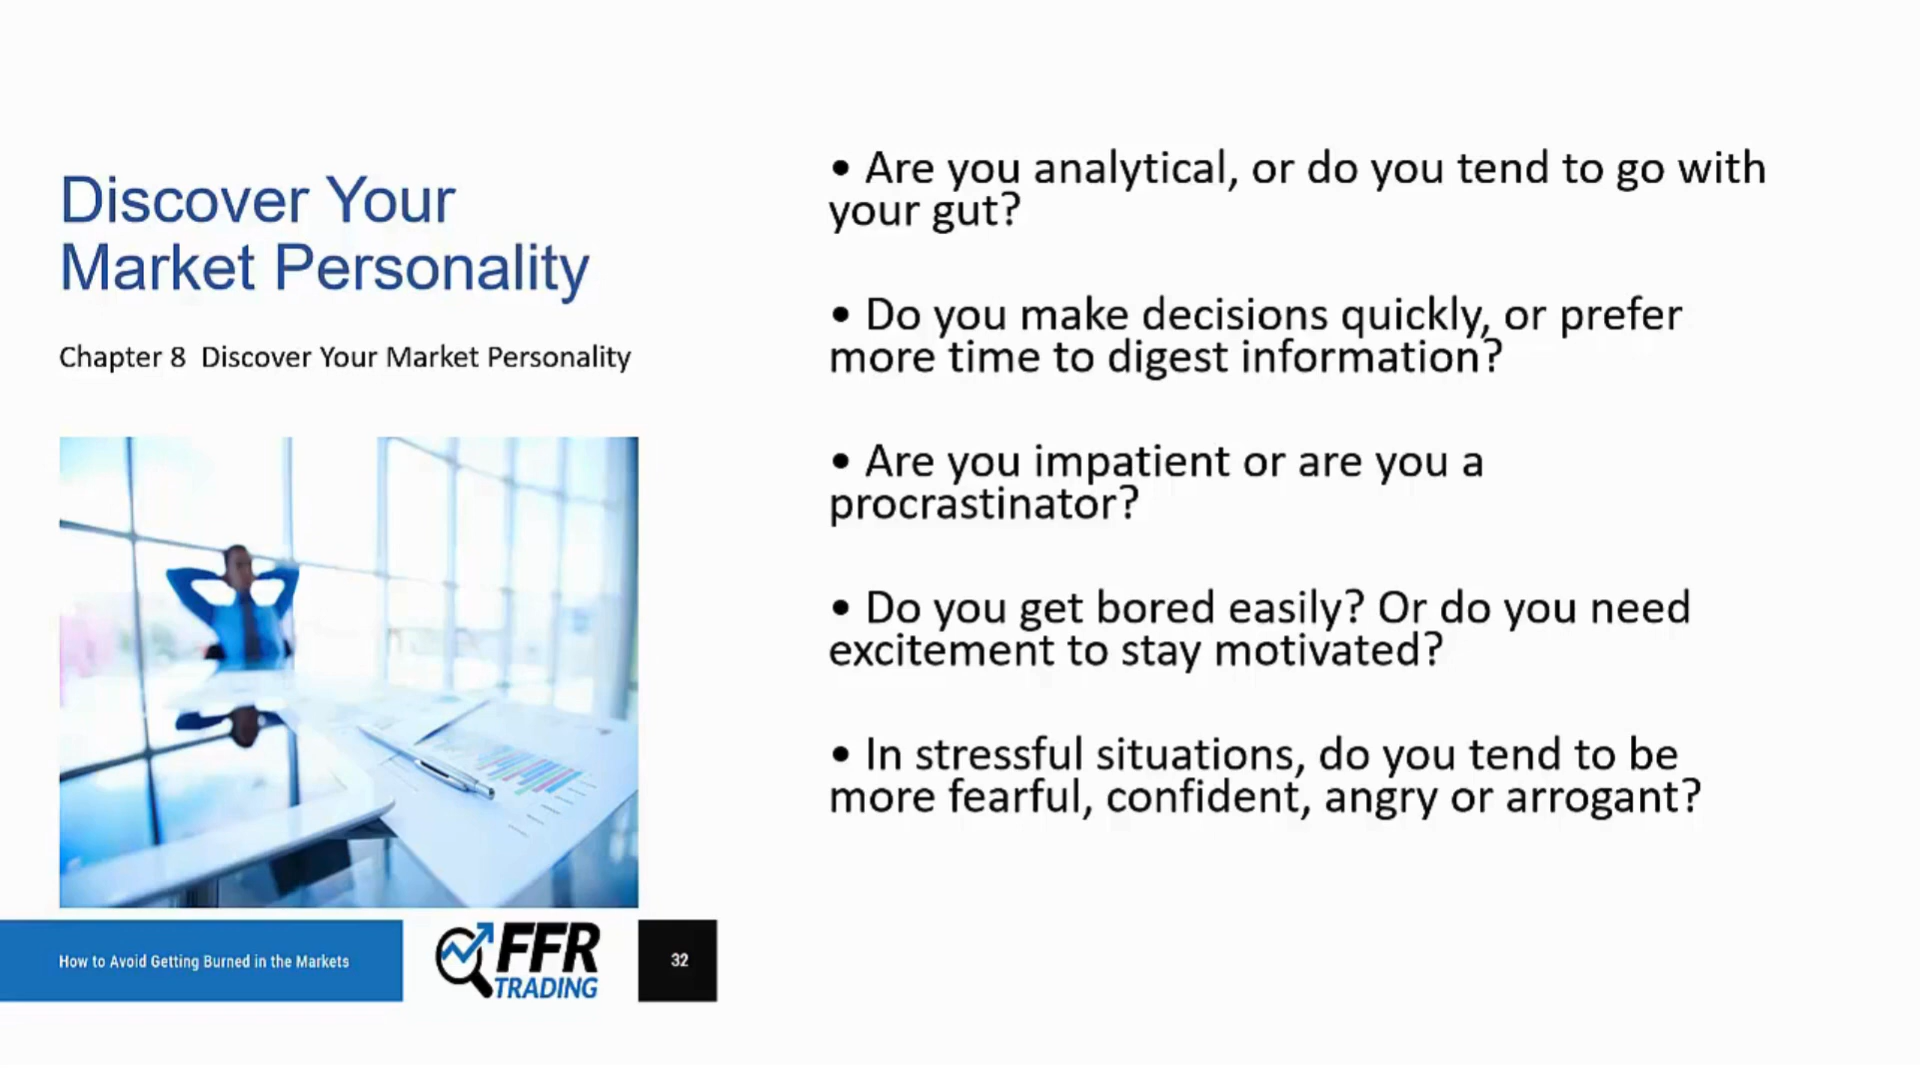 Discover Your
Market Personality
Chapter 8  Discover Your Market Personality
• Are you analytical, or do you tend to go with
your gut?
• Do you make decisions quickly, or prefer
more time to digest information?
• Are you impatient or are you a
procrastinator?
• Do you get bored easily? Or do you need
excitement to stay motivated?
• In stressful situations, do you tend to be
more fearful, confident, angry or arrogant?
How to Avoid Getting Burned in the Markets
FFR
TRADING
32